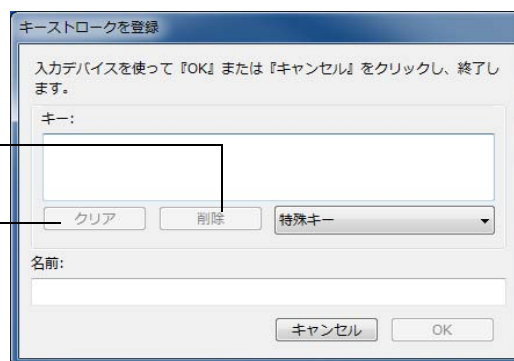 キーストロークを登録
入力デバイスを使って『OK』または『キャンセル』をクリックし、終了し
ます。
キー:
クリア 削除 特殊キー
名前:
キャンセル OK